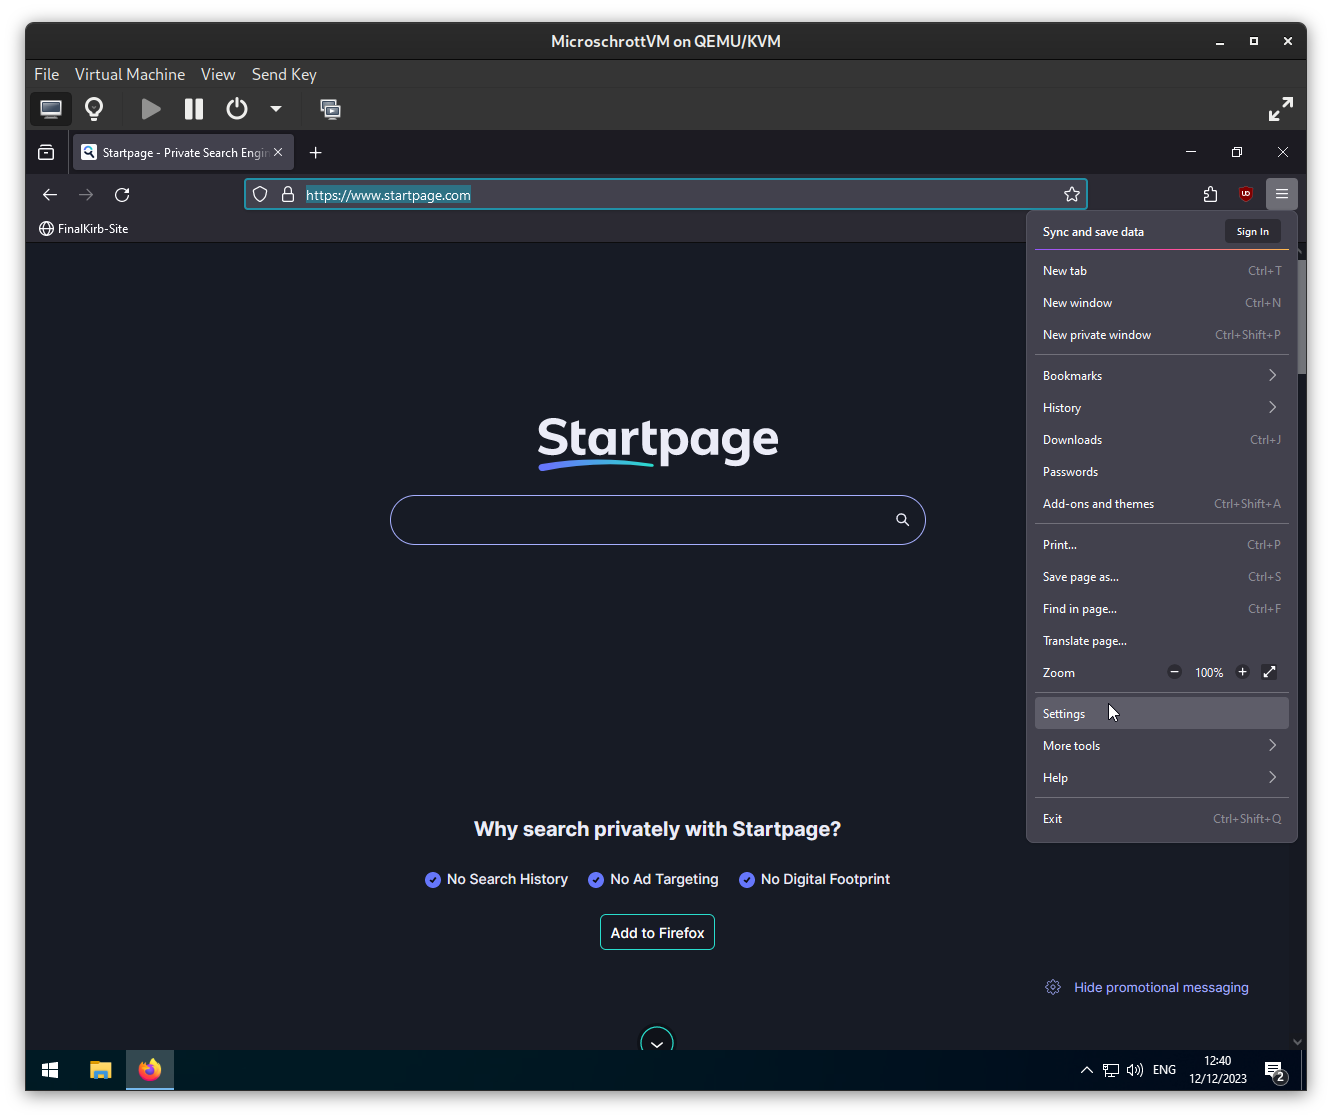 MicroschrottVM on QEMU/KVM
File Virtual Machine View Send Key
Startpage - Private Search Engin
https://www.startpage.com
UD
FinalKirb-Site
Sync and save data Sign In
New tab Ctrl+T
New window Ctrl+N
New private window Ctrl+Shift+P
Bookmarks
History
Downloads Ctrl+J
Passwords
Add-ons and themes Ctrl+Shift+A
Print... Ctrl+P
Save page as... Ctrl+S
Find in page... Ctrl+F
Translate page...
Zoom 100%
Settings
More tools
Help
Exit Ctrl+Shift+Q
Startpage
Why search privately with Startpage?
No Search History No Ad Targeting No Digital Footprint
Add to Firefox
Hide promotional messaging
ENG
12:40
12/12/2023
2